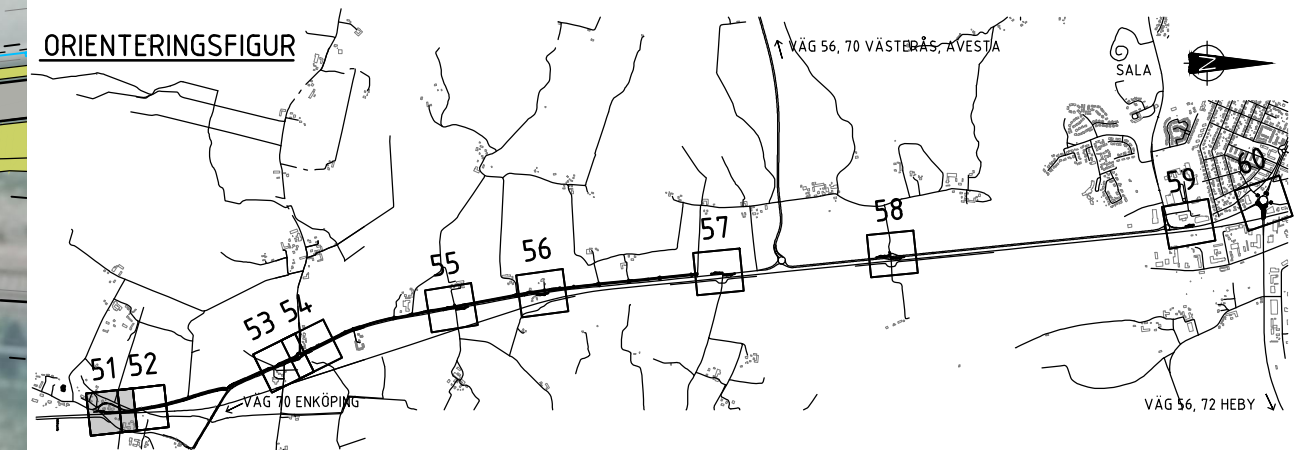 ORIENTERINGSFIGUR
VÄG 56, 70 VÄSTERÅS, AVESTA
SALA
N
60
59
58
57
56
55
53 54
51 52
VÄG 70 ENKÖPING
VÄG 56, 72 HEBY